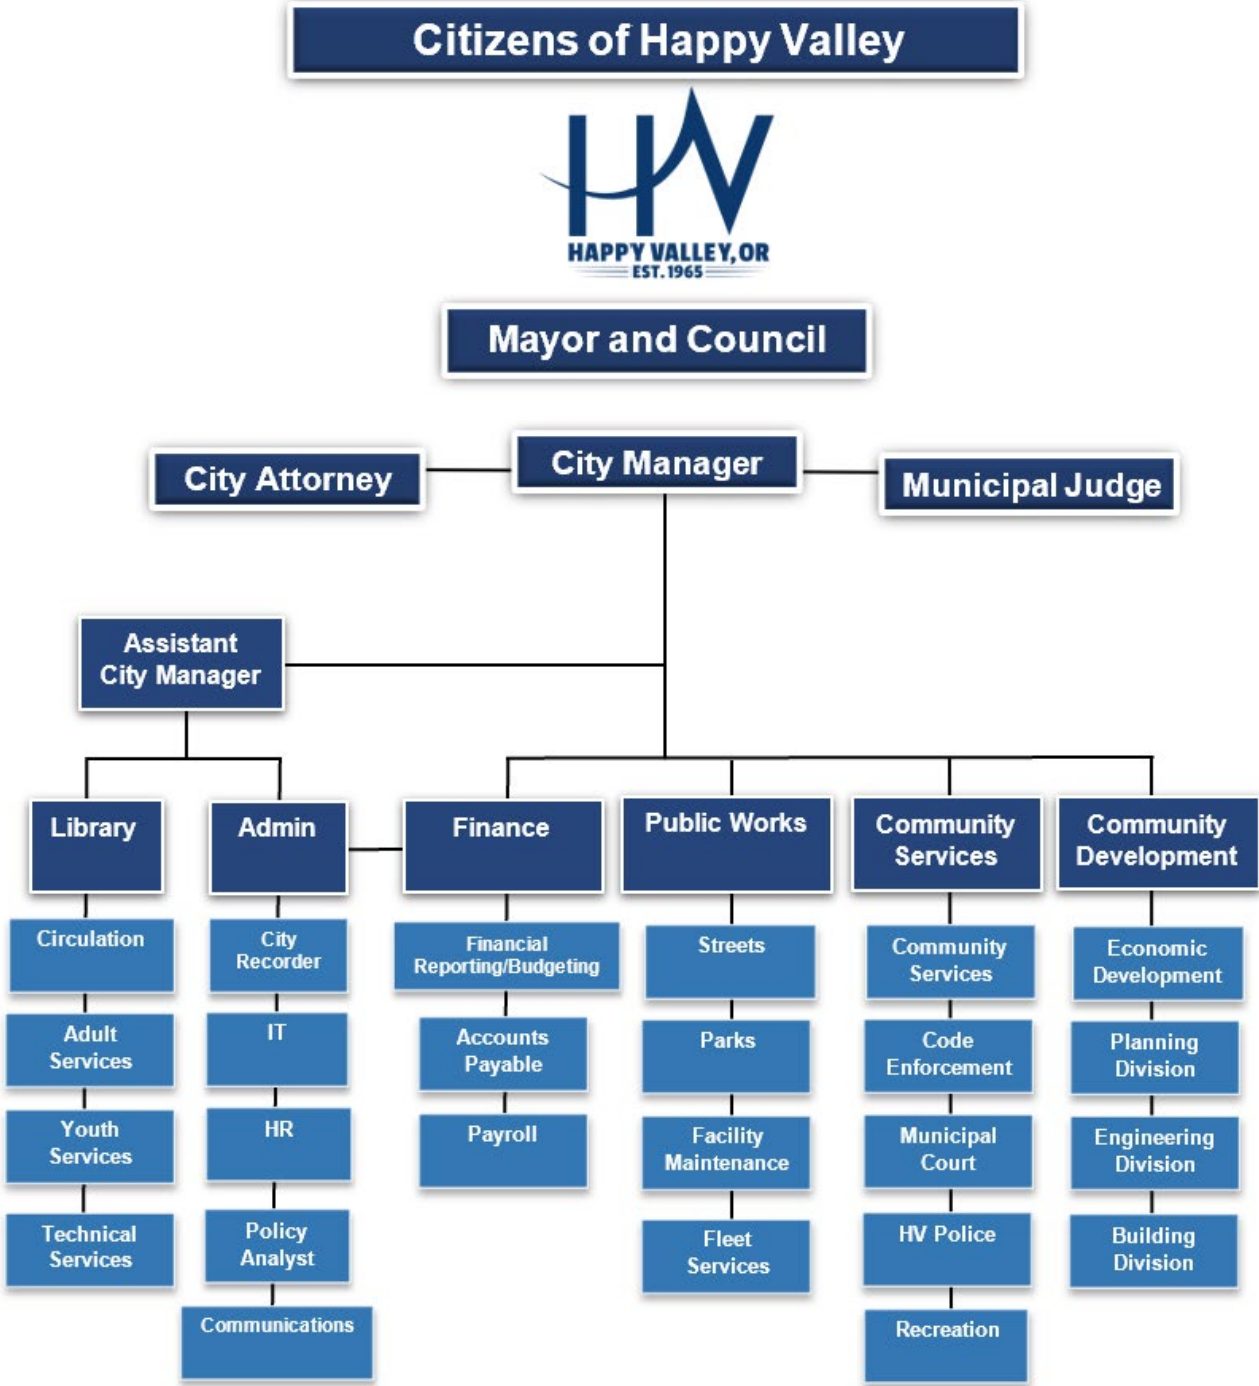 Citizens of Happy Valley
HV
HAPPY VALLEY, OR
EST. 1965
Mayor and Council
City Attorney
City Manager
Municipal Judge
Assistant
City Manager
Library
Admin
Finance
Public Works
Community
Services
Community
Development
Circulation
Adult
Services
Youth
Services
Technical
Services
City
Recorder
IT
HR
Policy
Analyst
Communications
Financial
Reporting/Budgeting
Accounts
Payable
Payroll
Streets
Parks
Facility
Maintenance
Fleet
Services
Community
Services
Code
Enforcement
Municipal
Court
HV Police
Recreation
Economic
Development
Planning
Division
Engineering
Division
Building
Division